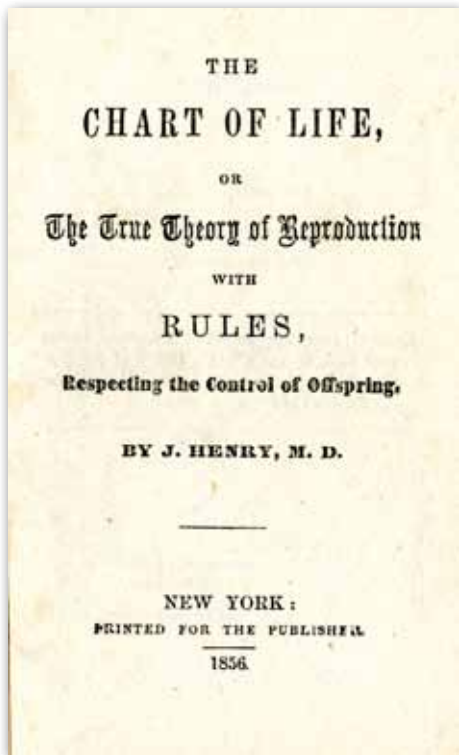 THE
CHART OF LIFE,
OR
The True Theory of Reproduction
WITH
RULES,
Respecting the Control of Offspring.
BY J. HENRY, M. D.
NEW YORK:
PRINTED FOR THE PUBLISHER.
1856.